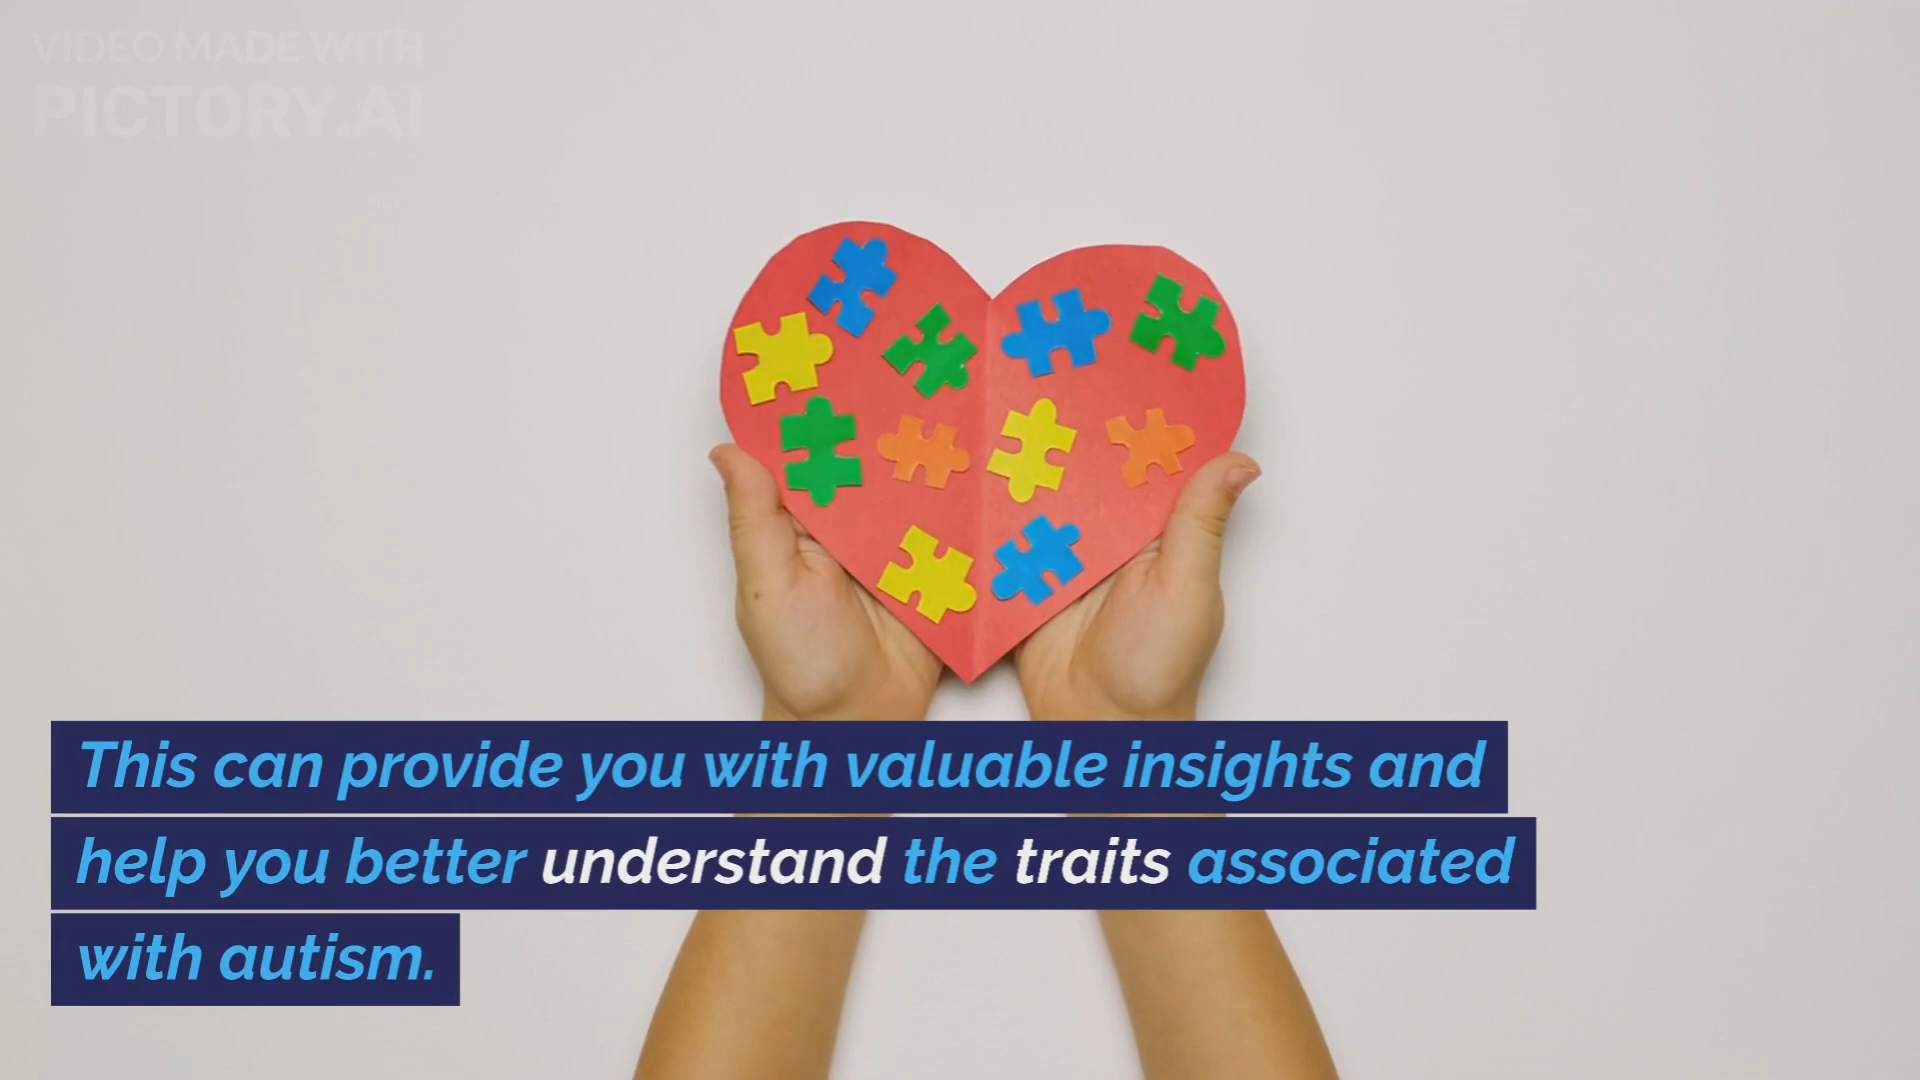 VIDEO MADE WITH
PICTORY.AI
This can provide you with valuable insights and
help you better understand the traits associated
with autism.